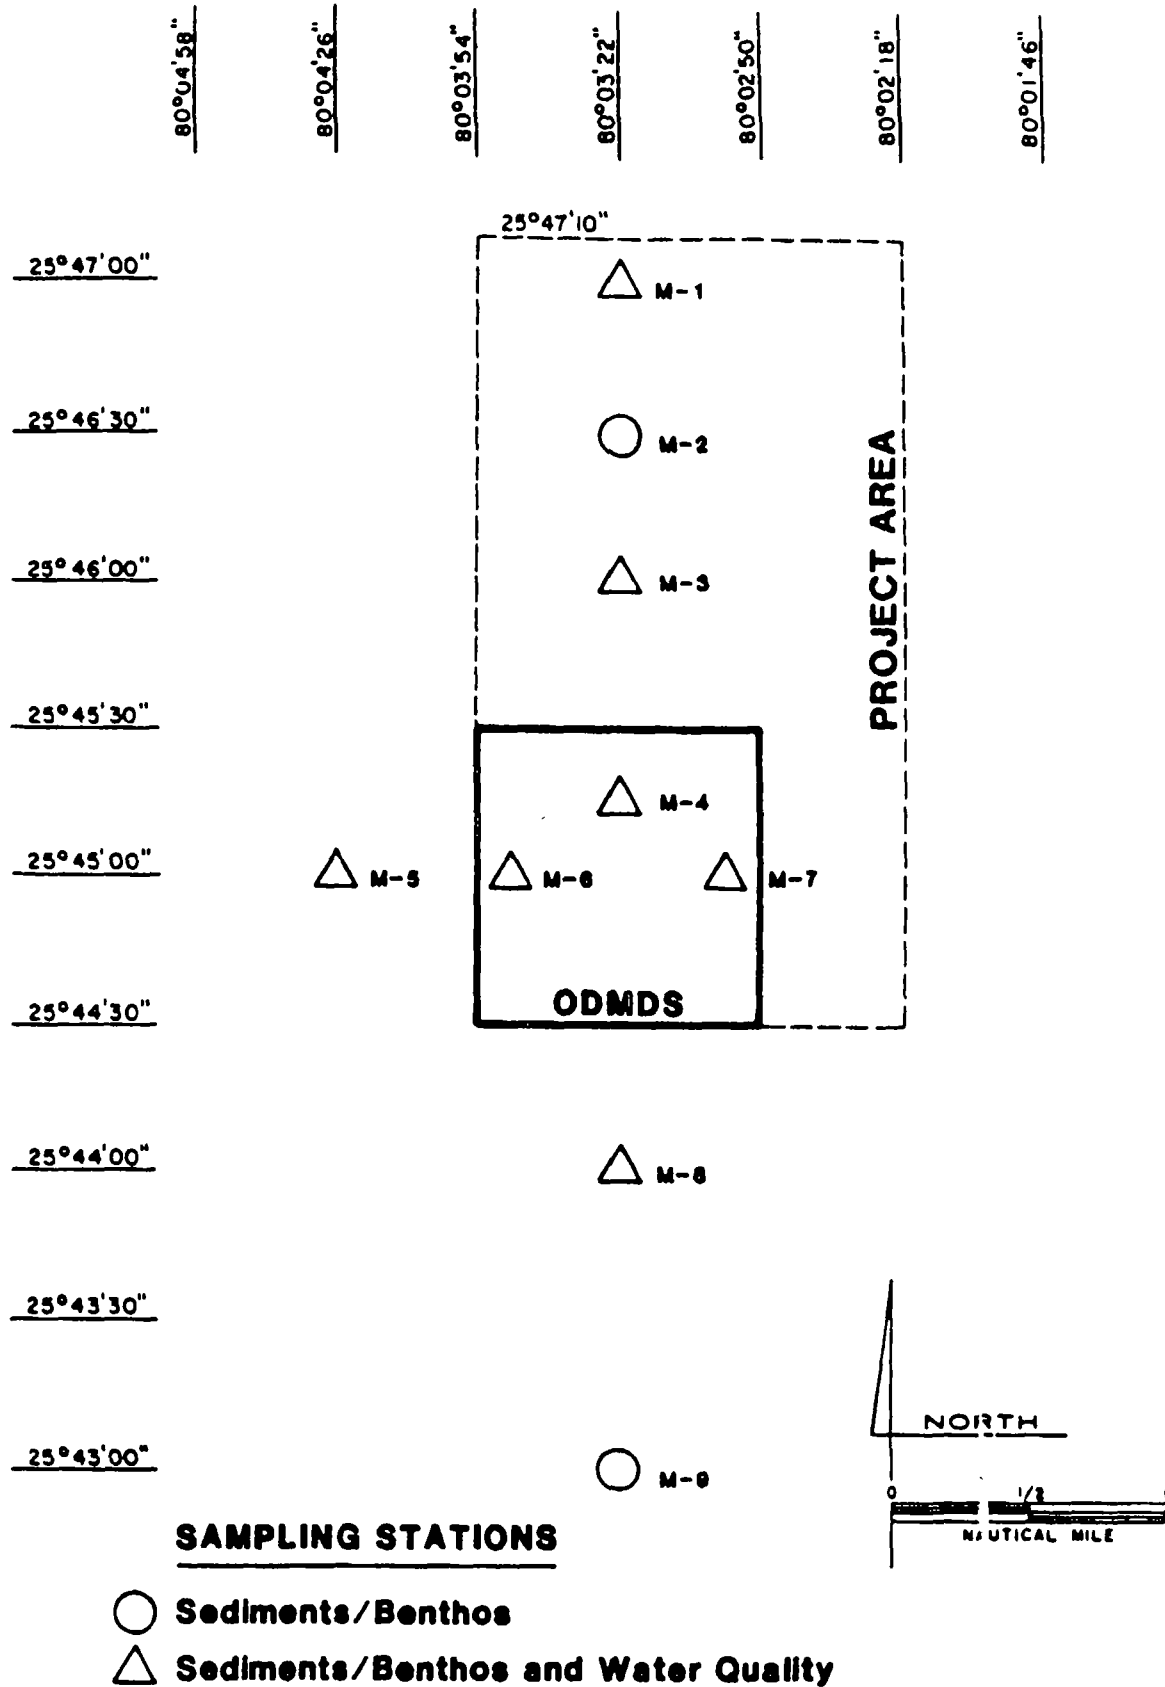 80°04'58"
80°04'26"
80°03'54"
80°03'22"
80°02'50"
80°02'18"
80°01'46"
25°47'10"
25°47'00"
M-1
25°46'30"
M-2
PROJECT AREA
25°46'00"
M-3
25°45'30"
M-4
25°45'00"
M-5
M-6
M-7
ODMDS
25°44'30"
25°44'00"
M-8
25°43'30"
NORTH
25°43'00"
M-9
0 1/2
NAUTICAL MILE
SAMPLING STATIONS
Sediments/Benthos
Sediments/Benthos and Water Quality